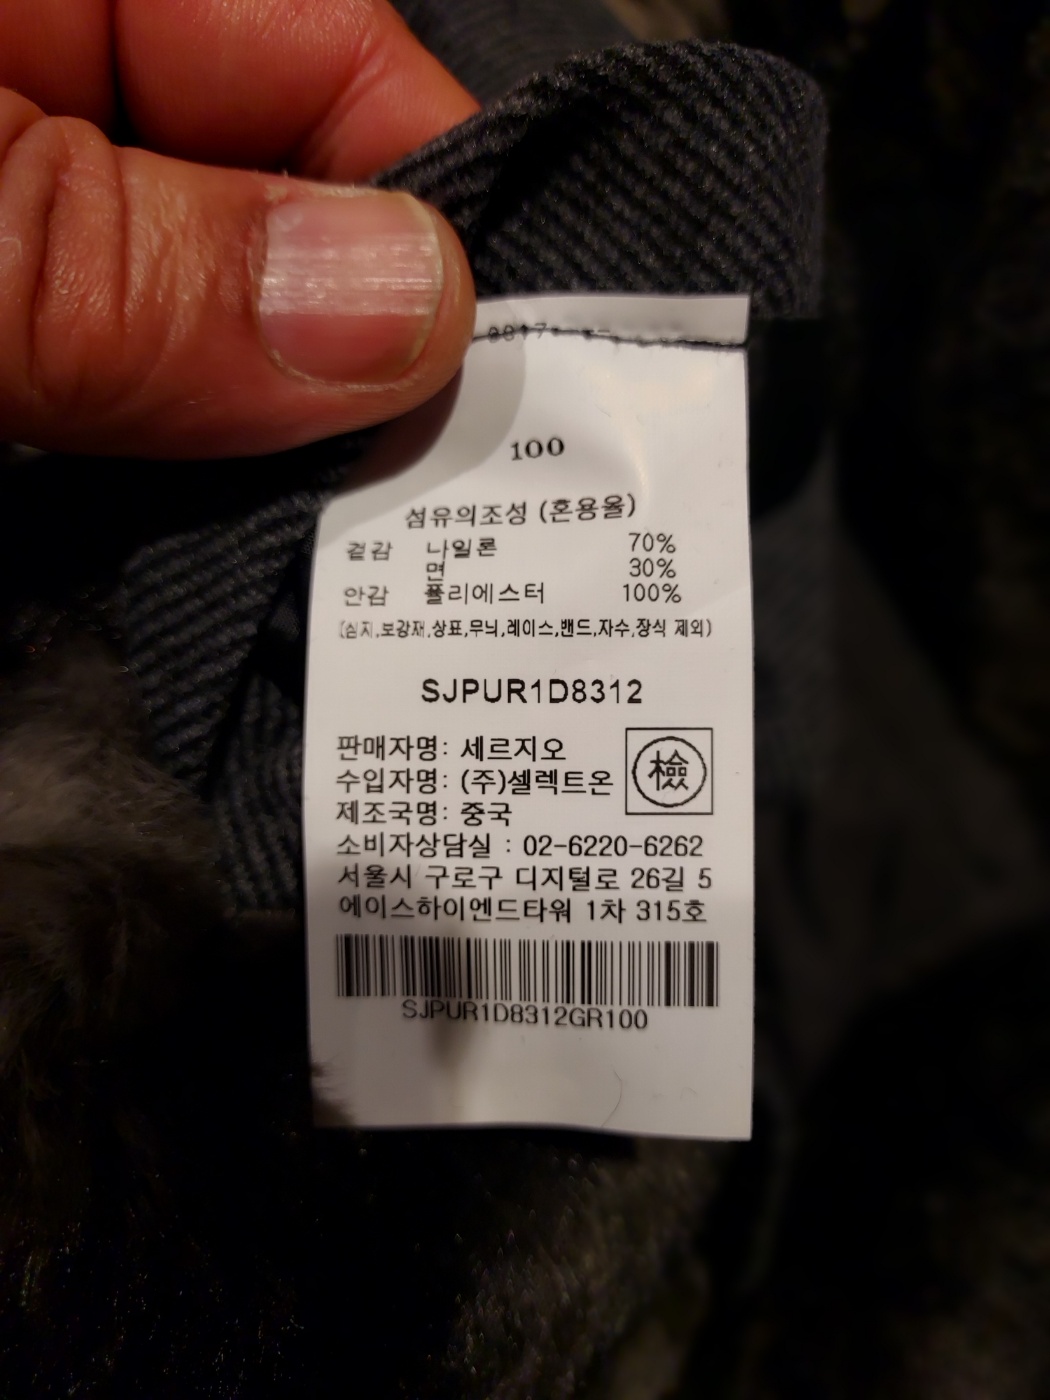 100
섬유의조성 (혼용율)
겉감 나일론 70%
면 30%
안감 폴리에스터 100%
(심지,보강재,상표,무늬,레이스,밴드,자수,장식 제외)
SJPUR1D8312
판매자명: 세르지오
수입자명: (주)셀렉트온
檢
제조국명: 중국
소비자상담실 : 02-6220-6262
서울시 구로구 디지털로 26길 5
에이스하이엔드타워 1차 315호
SJPUR1D8312GR100